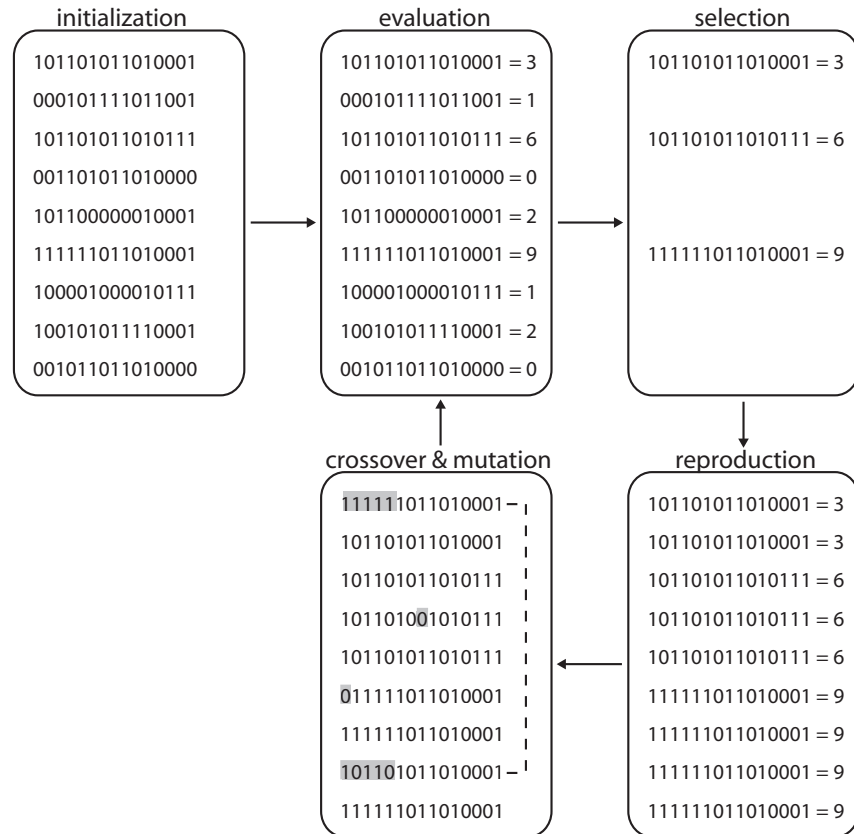 initialization
101101011010001
000101111011001
101101011010111
001101011010000
101100000010001
111111011010001
100001000010111
100101011110001
001011011010000
evaluation
101101011010001 = 3
000101111011001 = 1
101101011010111 = 6
001101011010000 = 0
101100000010001 = 2
111111011010001 = 9
100001000010111 = 1
100101011110001 = 2
001011011010000 = 0
selection
101101011010001 = 3
101101011010111 = 6
111111011010001 = 9
crossover & mutation
111111011010001
101101011010001
101101011010111
101101001010111
101101011010111
011111011010001
111111011010001
101101011010001
111111011010001
reproduction
101101011010001 = 3
101101011010001 = 3
101101011010111 = 6
101101011010111 = 6
101101011010111 = 6
111111011010001 = 9
111111011010001 = 9
111111011010001 = 9
111111011010001 = 9